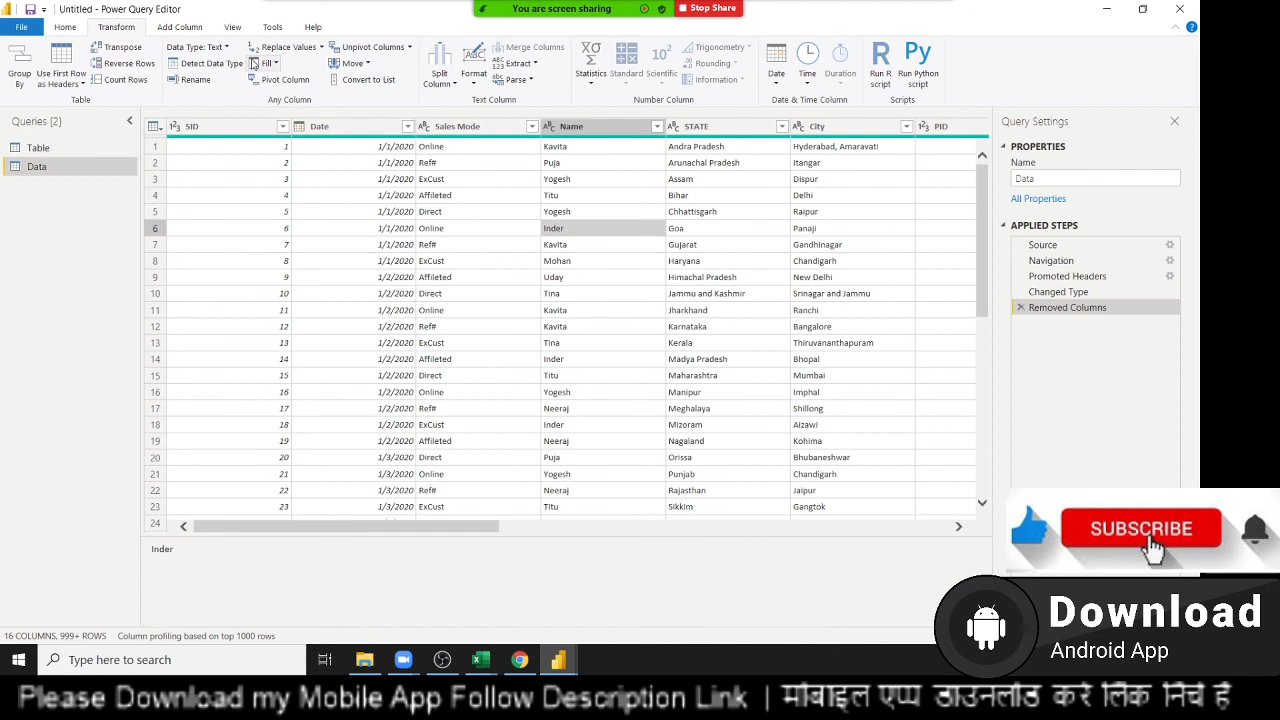 Untitled - Power Query Editor
You are screen sharing
Stop Share
File Home Transform Add Column View Tools Help
Group By
Use First Row as Headers
Transpose
Reverse Rows
Count Rows
Table
Data Type: Text
Detect Data Type
Rename
Replace Values
Fill
Pivot Column
Unpivot Columns
Move
Convert to List
Any Column
Split Column
Format
Merge Columns
Extract
Parse
Text Column
Statistics
Standard
Scientific
Trigonometry
Rounding
Information
Number Column
Date
Time
Duration
Date & Time Column
Run R script
Run Python script
Scripts
Queries [2]
Table
Data
SID Date Sales Mode Name STATE City PID
1 1 1/1/2020 Online Kavita Andra Pradesh Hyderabad, Amaravati
2 2 1/1/2020 Ref# Puja Arunachal Pradesh Itangar
3 3 1/1/2020 ExCust Yogesh Assam Dispur
4 4 1/1/2020 Affileted Titu Bihar Delhi
5 5 1/1/2020 Direct Yogesh Chhattisgarh Raipur
6 6 1/1/2020 Online Inder Goa Panaji
7 7 1/1/2020 Ref# Kavita Gujarat Gandhinagar
8 8 1/1/2020 ExCust Mohan Haryana Chandigarh
9 9 1/2/2020 Affileted Uday Himachal Pradesh New Delhi
10 10 1/2/2020 Direct Tina Jammu and Kashmir Srinagar and Jammu
11 11 1/2/2020 Online Kavita Jharkhand Ranchi
12 12 1/2/2020 Ref# Kavita Karnataka Bangalore
13 13 1/2/2020 ExCust Tina Kerala Thiruvananthapuram
14 14 1/2/2020 Affileted Inder Madya Pradesh Bhopal
15 15 1/2/2020 Direct Titu Maharashtra Mumbai
16 16 1/2/2020 Online Yogesh Manipur Imphal
17 17 1/2/2020 Ref# Neeraj Meghalaya Shillong
18 18 1/2/2020 ExCust Inder Mizoram Aizawi
19 19 1/2/2020 Affileted Neeraj Nagaland Kohima
20 20 1/3/2020 Direct Puja Orissa Bhubaneshwar
21 21 1/3/2020 Online Yogesh Punjab Chandigarh
22 22 1/3/2020 Ref# Neeraj Rajasthan Jaipur
23 23 1/3/2020 ExCust Titu Sikkim Gangtok
24
Inder
Query Settings
PROPERTIES
Name
Data
All Properties
APPLIED STEPS
Source
Navigation
Promoted Headers
Changed Type
Removed Columns
SUBSCRIBE
Download
Android App
16 COLUMNS, 999+ ROWS Column profiling based on top 1000 rows
Type here to search
Please Download my Mobile App Follow Description Link | मोबाइल एप्प डाउनलोड करे लिंक निचे है